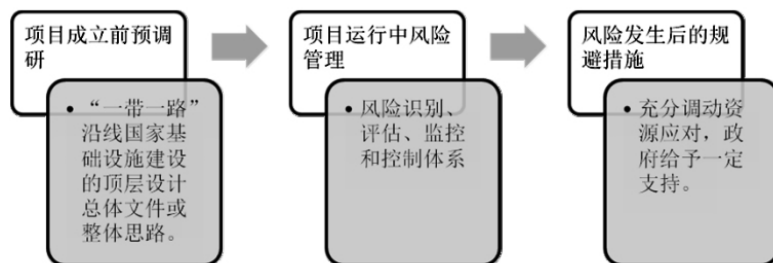 项目成立前预调
研
• “一带一路”
沿线国家基
础设施建设
的顶层设计
总体文件或
整体思路。
项目运行中风险
管理
• 风险识别、
评估、监控
和控制体系
风险发生后的规
避措施
• 充分调动资
源应对，政
府给予一定
支持。